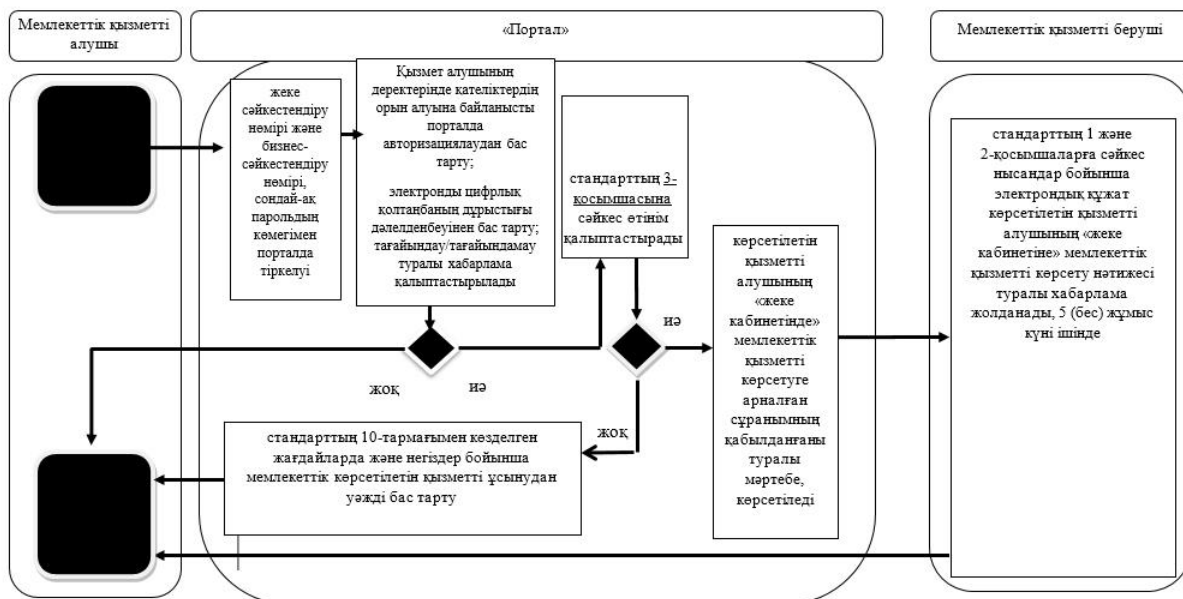 Мемлекеттік қызметті
алушы
«Портал»
Мемлекеттік қызметті беруші
жеке
сәйкестендіру
нөмірі және
бизнес-
сәйкестендіру
нөмірі,
сондай-ақ
парольдың
көмегімен
порталда
тіркелуі
Қызмет алушының
деректерінде қателіктердің
орын алуына байланысты
порталда
авторизациялаудан бас
тарту;
электронды цифрлық
қолтаңбаның дұрыстығы
дәлелденбеуінен бас тарту;
тағайындау/тағайындамау
туралы хабарлама
қалыптастырылады
стандарттың 3-
қосымшасына
сәйкес өтінім
қалыптастырады
көрсетілетін
қызметті
алушының
«жеке
кабинетінде»
мемлекеттік
қызметті
көрсетуге
арналған
сұранымның
қабылданғаны
туралы
мәртебе,
көрсетіледі
стандарттың 1 және
2-қосымшаларға сәйкес
нысандар бойынша
электрондық құжат
көрсетілетін қызметті
алушының «жеке
кабинетіне» мемлекеттік
қызметті көрсету нәтижесі
туралы хабарлама
жолданады, 5 (бес) жұмыс
күні ішінде
иә
жоқ
иә
жоқ
стандарттың 10-тармағымен көзделген
жағдайларда және негіздер бойынша
мемлекеттік көрсетілетін қызметті ұсынудан
уәжді бас тарту